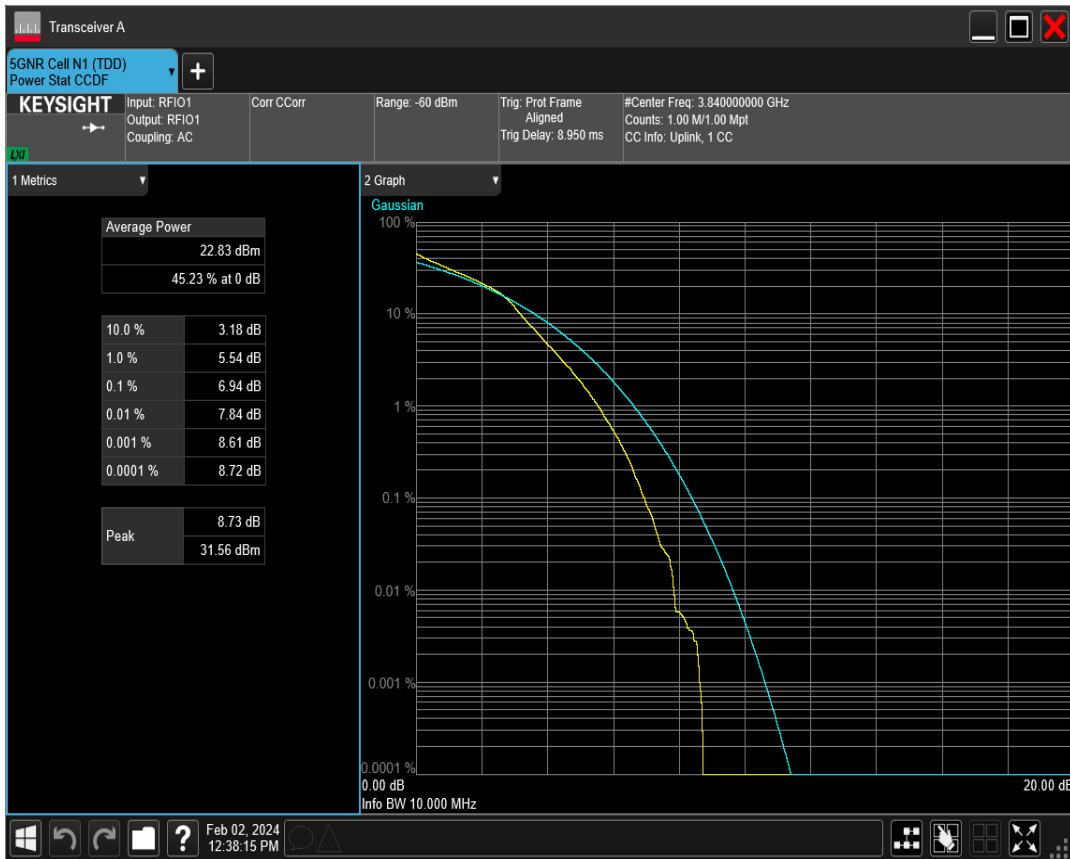 Transceiver A
5GNR Cell N1 (TDD)
Power Stat CCDF
+
KEYSIGHT
LXI
Input: RFIO1
Output: RFIO1
Coupling: AC
Corr CCorr
Range: -60 dBm
Trig: Prot Frame
Aligned
Trig Delay: 8.950 ms
#Center Freq: 3.840000000 GHz
Counts: 1.00 M/1.00 Mpt
CC Info: Uplink, 1 CC
1 Metrics
Average Power
22.83 dBm
45.23 % at 0 dB
10.0 % 3.18 dB
1.0 % 5.54 dB
0.1 % 6.94 dB
0.01 % 7.84 dB
0.001 % 8.61 dB
0.0001 % 8.72 dB
Peak
8.73 dB
31.56 dBm
2 Graph
Gaussian
100 %
10 %
1 %
0.1 %
0.01 %
0.001 %
0.0001 %
0.00 dB 20.00 dB
Info BW 10.000 MHz
?
Feb 02, 2024
12:38:15 PM